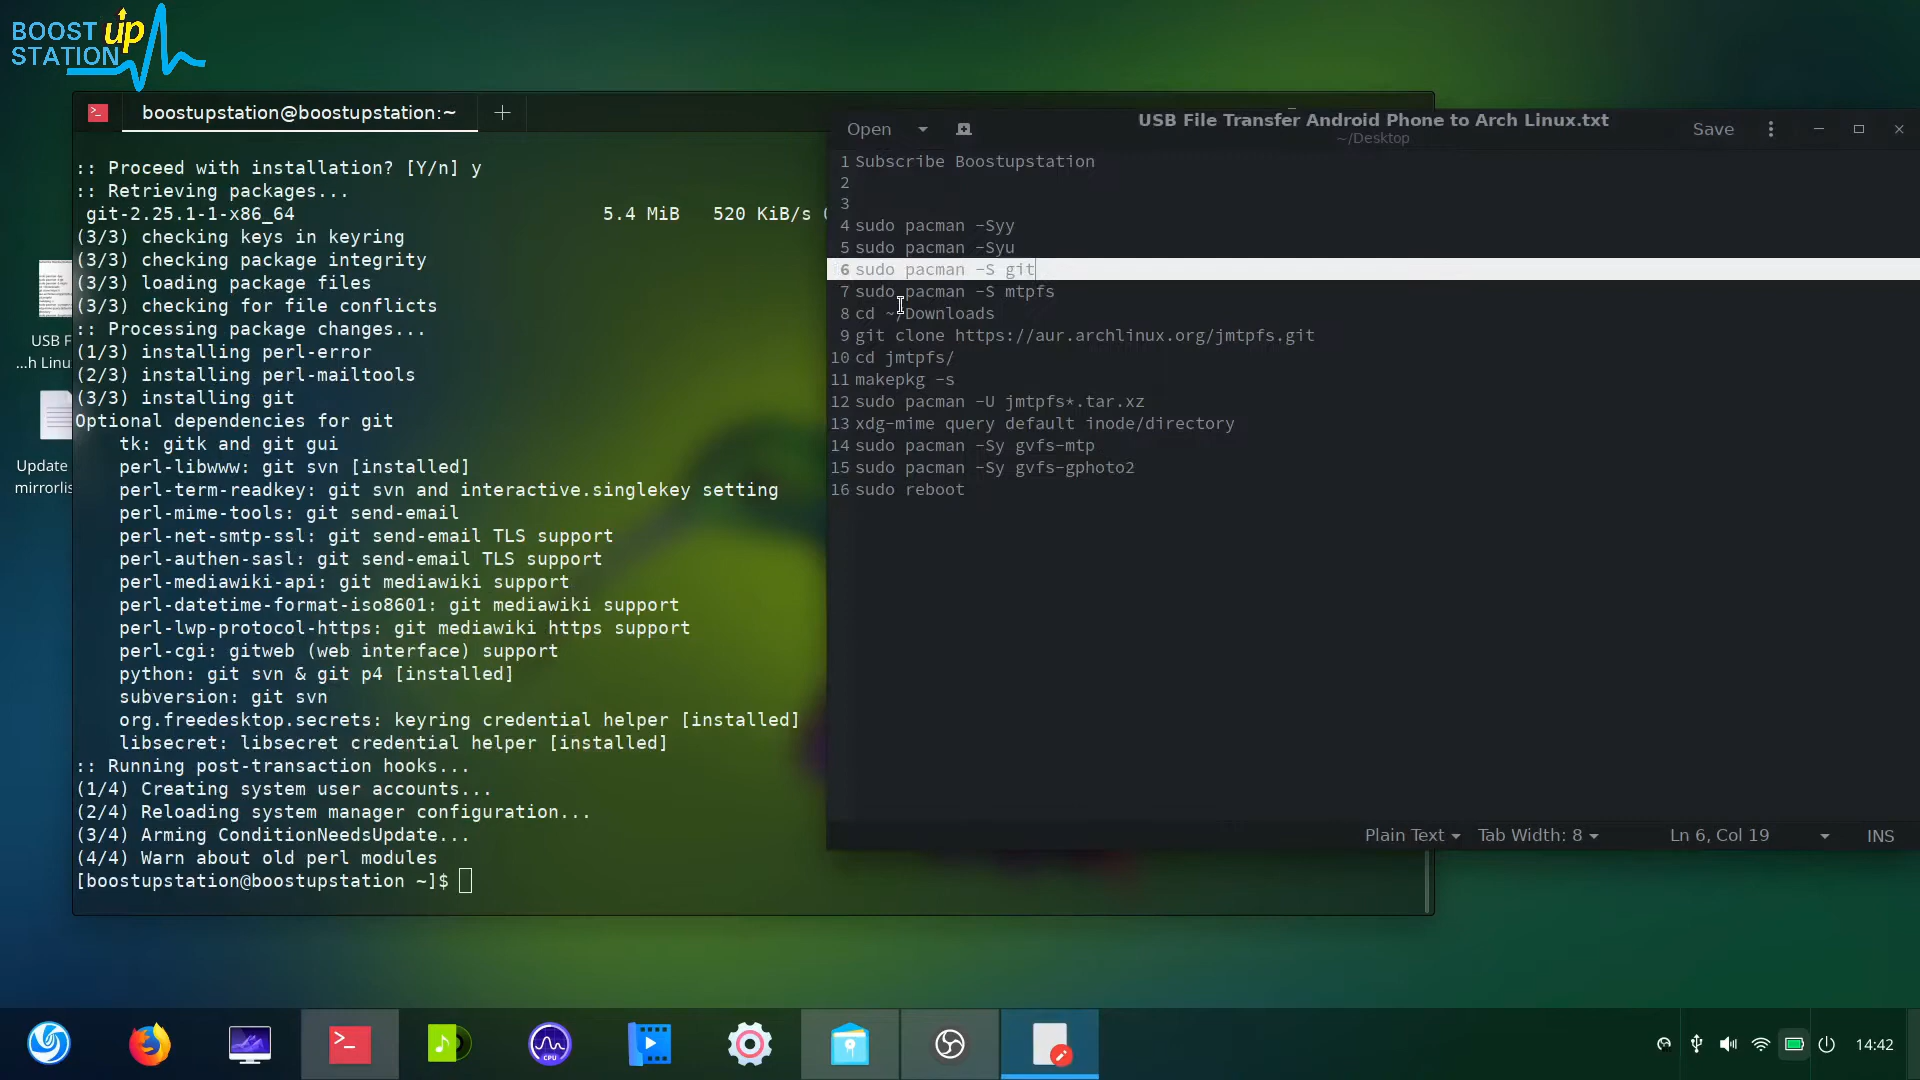 BOOST up
STATION
boostupstation@boostupstation:~
:: Proceed with installation? [Y/n] y
:: Retrieving packages...
git-2.25.1-1-x86_64 5.4 MiB 520 KiB/s
(3/3) checking keys in keyring
(3/3) checking package integrity
(3/3) loading package files
(3/3) checking for file conflicts
:: Processing package changes...
(1/3) installing perl-error
(2/3) installing perl-mailtools
(3/3) installing git
Optional dependencies for git
tk: gitk and git gui
perl-libwww: git svn [installed]
perl-term-readkey: git svn and interactive.singlekey setting
perl-mime-tools: git send-email
perl-net-smtp-ssl: git send-email TLS support
perl-authen-sasl: git send-email TLS support
perl-mediawiki-api: git mediawiki support
perl-datetime-format-iso8601: git mediawiki support
perl-lwp-protocol-https: git mediawiki https support
perl-cgi: gitweb (web interface) support
python: git svn & git p4 [installed]
subversion: git svn
org.freedesktop.secrets: keyring credential helper [installed]
libsecret: libsecret credential helper [installed]
:: Running post-transaction hooks...
(1/4) Creating system user accounts...
(2/4) Reloading system manager configuration...
(3/4) Arming ConditionNeedsUpdate...
(4/4) Warn about old perl modules
[boostupstation@boostupstation ~]$
Open
USB File Transfer Android Phone to Arch Linux.txt
~/Desktop
Save
1 Subscribe Boostupstation
2
3
4 sudo pacman -Syy
5 sudo pacman -Syu
6 sudo pacman -S git
7 sudo pacman -S mtpfs
8 cd ~/Downloads
9 git clone https://aur.archlinux.org/jmtpfs.git
10 cd jmtpfs/
11 makepkg -s
12 sudo pacman -U jmtpfs*.tar.xz
13 xdg-mime query default inode/directory
14 sudo pacman -Sy gvfs-mtp
15 sudo pacman -Sy gvfs-gphoto2
16 sudo reboot
Plain Text Tab Width: 8 Ln 6, Col 19 INS
USB F
...h Linu
Update
mirrorlis
CPU
14:42